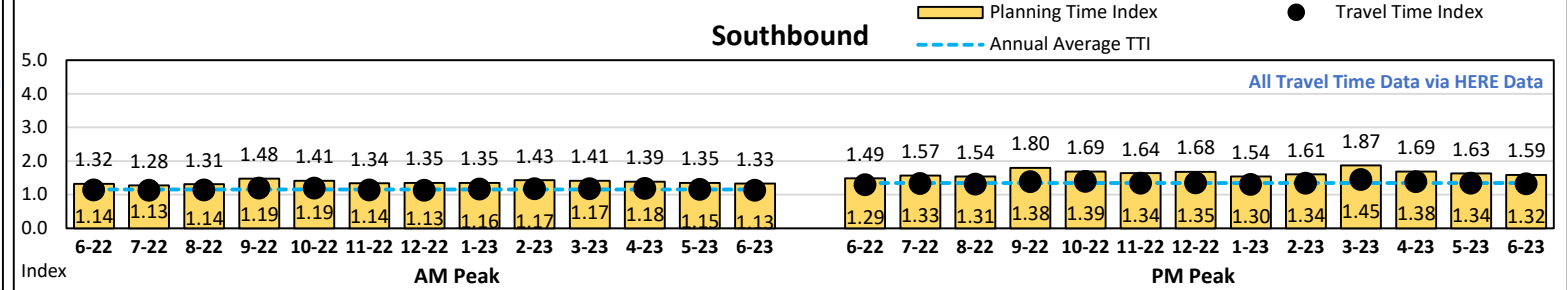 Planning Time Index
Travel Time Index
Southbound
Annual Average TTI
All Travel Time Data via HERE Data
5.0
4.0
3.0
2.0
1.0
0.0
1.32 1.28 1.31 1.48 1.41 1.34 1.35 1.35 1.43 1.41 1.39 1.35 1.33 1.49 1.57 1.54 1.80 1.69 1.64 1.68 1.54 1.61 1.87 1.69 1.63 1.59
1.14 1.13 1.14 1.19 1.19 1.14 1.13 1.16 1.17 1.17 1.18 1.15 1.13 1.29 1.33 1.31 1.38 1.39 1.34 1.35 1.30 1.34 1.45 1.38 1.34 1.32
6-22 7-22 8-22 9-22 10-22 11-22 12-22 1-23 2-23 3-23 4-23 5-23 6-23 6-22 7-22 8-22 9-22 10-22 11-22 12-22 1-23 2-23 3-23 4-23 5-23 6-23
Index
AM Peak
PM Peak